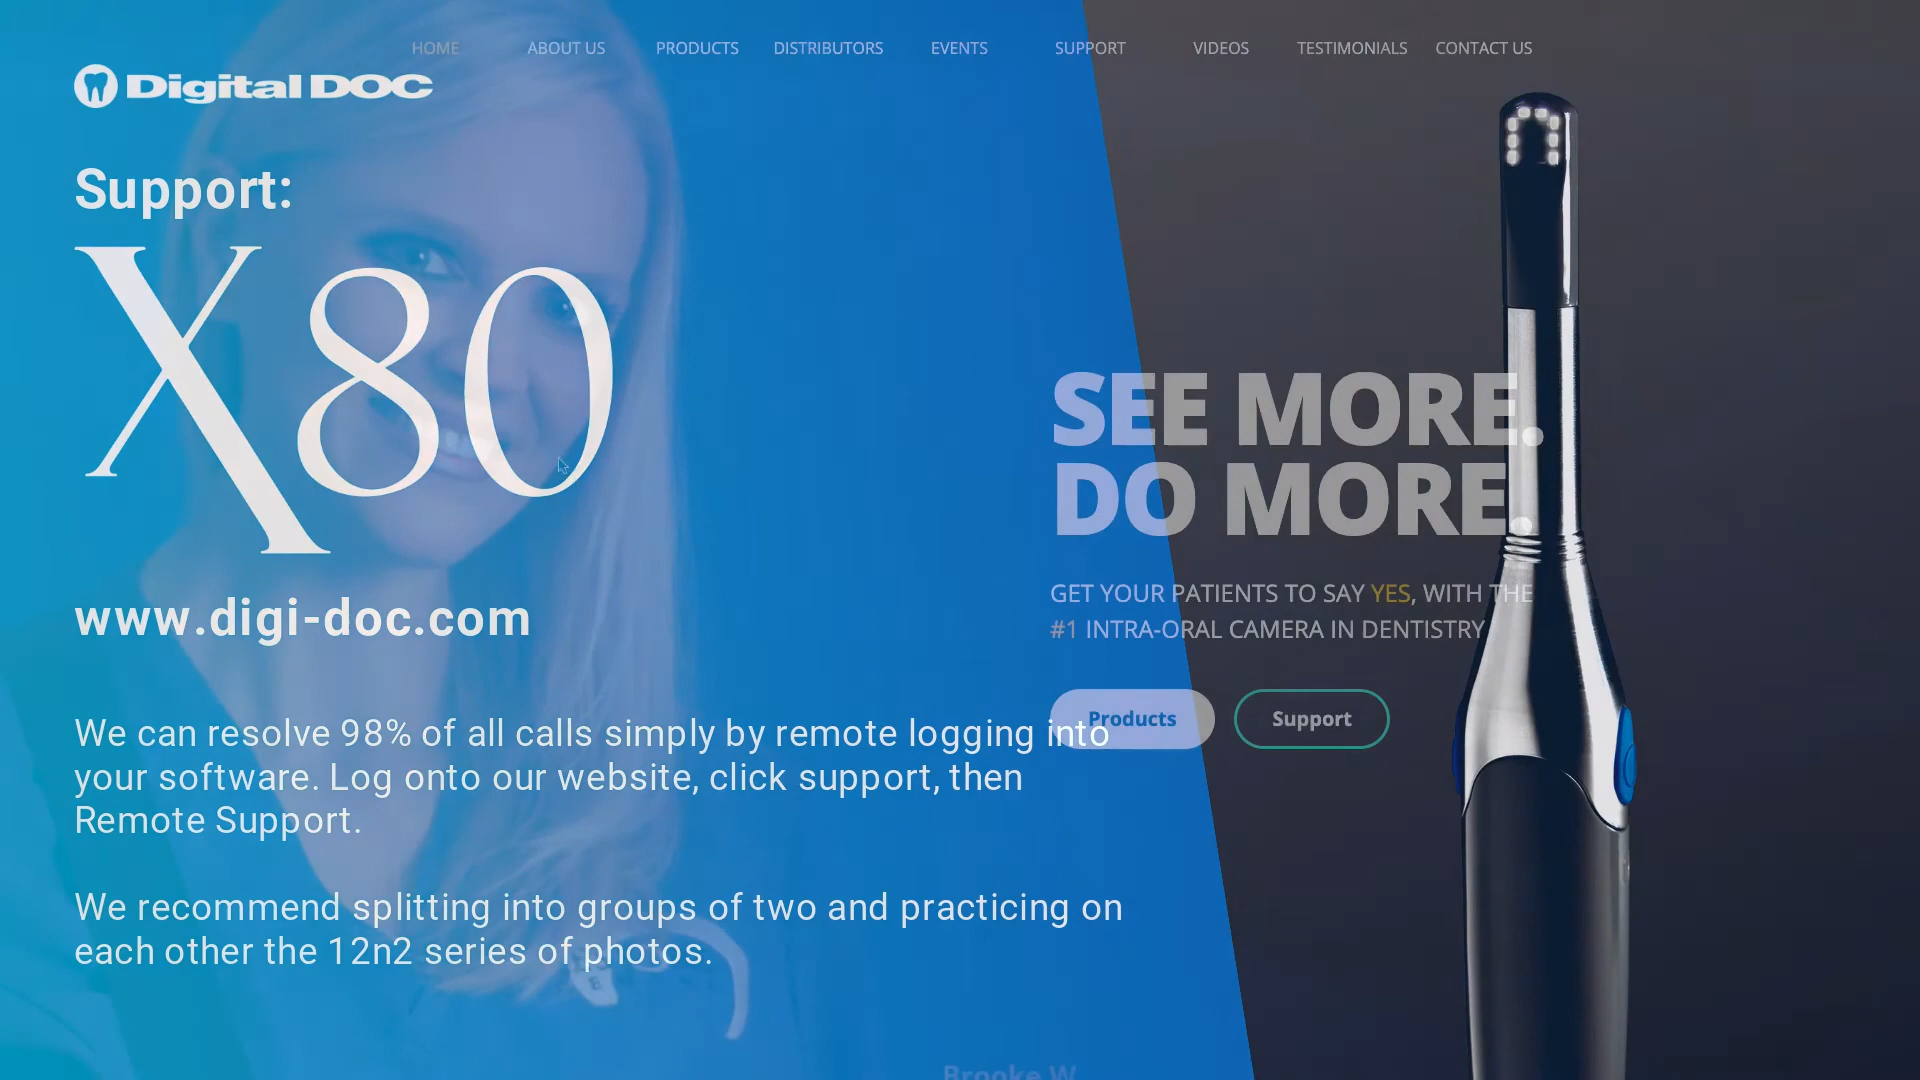 HOME ABOUT US PRODUCTS DISTRIBUTORS EVENTS SUPPORT VIDEOS TESTIMONIALS CONTACT US
Digital DOC
Support:
X80
www.digi-doc.com
We can resolve 98% of all calls simply by remote logging into
your software. Log onto our website, click support, then
Remote Support.
We recommend splitting into groups of two and practicing on
each other the 12n2 series of photos.
SEE MORE.
DO MORE.
GET YOUR PATIENTS TO SAY YES, WITH THE
#1 INTRA-ORAL CAMERA IN DENTISTRY
Products Support
Brooke W